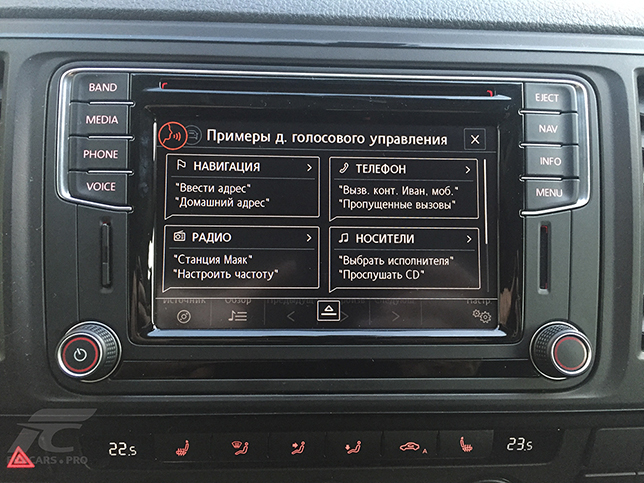 BAND
MEDIA
PHONE
VOICE
EJECT
NAV
INFO
MENU
Примеры д. голосового управления
НАВИГАЦИЯ
"Ввести адрес"
"Домашний адрес"
ТЕЛЕФОН
"Вызв. конт. Иван, моб."
"Пропущенные вызовы"
РАДИО
"Станция Маяк"
"Настроить частоту"
НОСИТЕЛИ
"Выбрать исполнителя"
"Прослушать CD"
Источник Обзор Настр.
22.5
A
23.5
CARS PRO